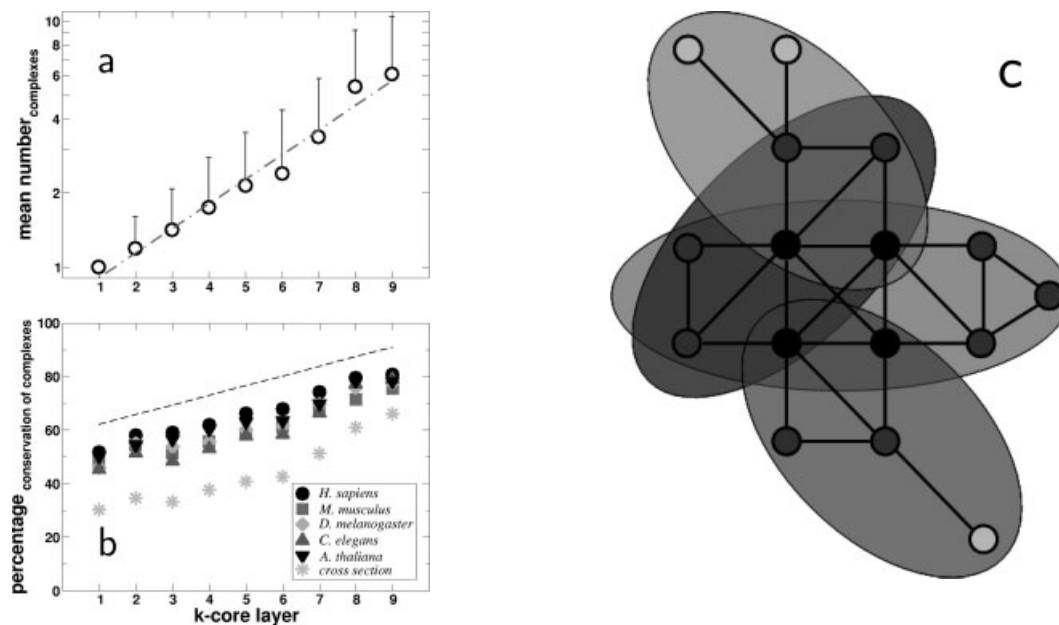 a
mean number complexes
10
8
6
4
2
1
1 2 3 4 5 6 7 8 9
b
percentage conservation of complexes
100
80
60
40
20
0
H. sapiens
M. musculus
D. melanogaster
C. elegans
A. thaliana
cross section
1 2 3 4 5 6 7 8 9
k-core layer
c